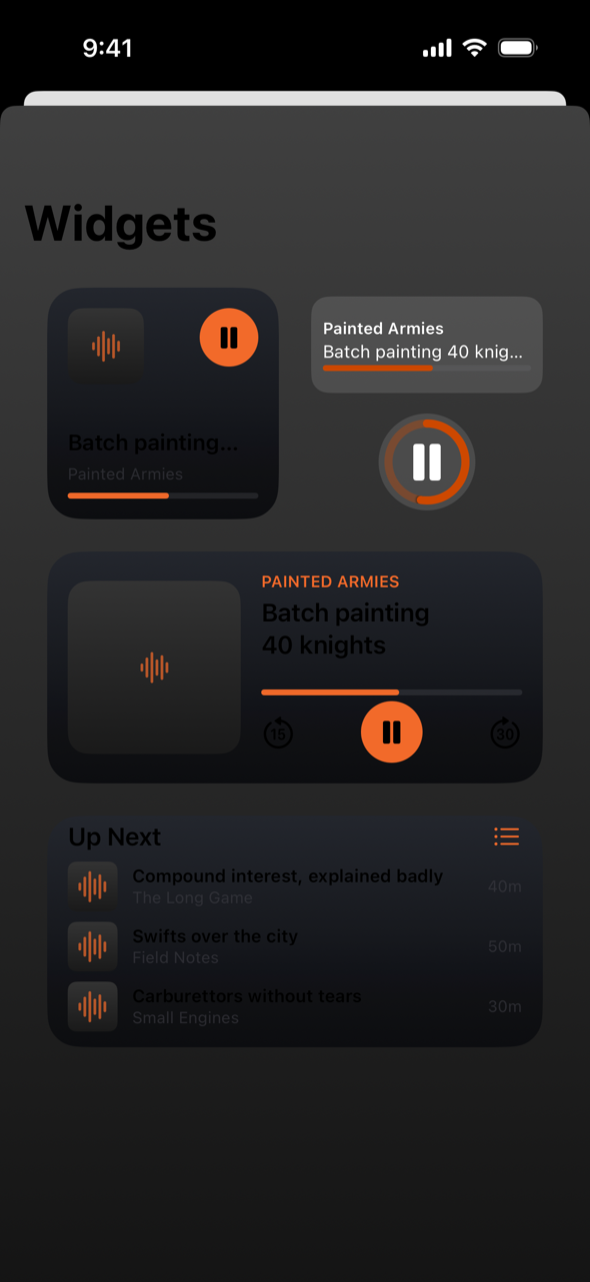 9:41
Widgets
Batch painting...
Painted Armies
Painted Armies
Batch painting 40 knig...
PAINTED ARMIES
Batch painting
40 knights
15
30
Up Next
Compound interest, explained badly
The Long Game
40m
Swifts over the city
Field Notes
50m
Carburettors without tears
Small Engines
30m